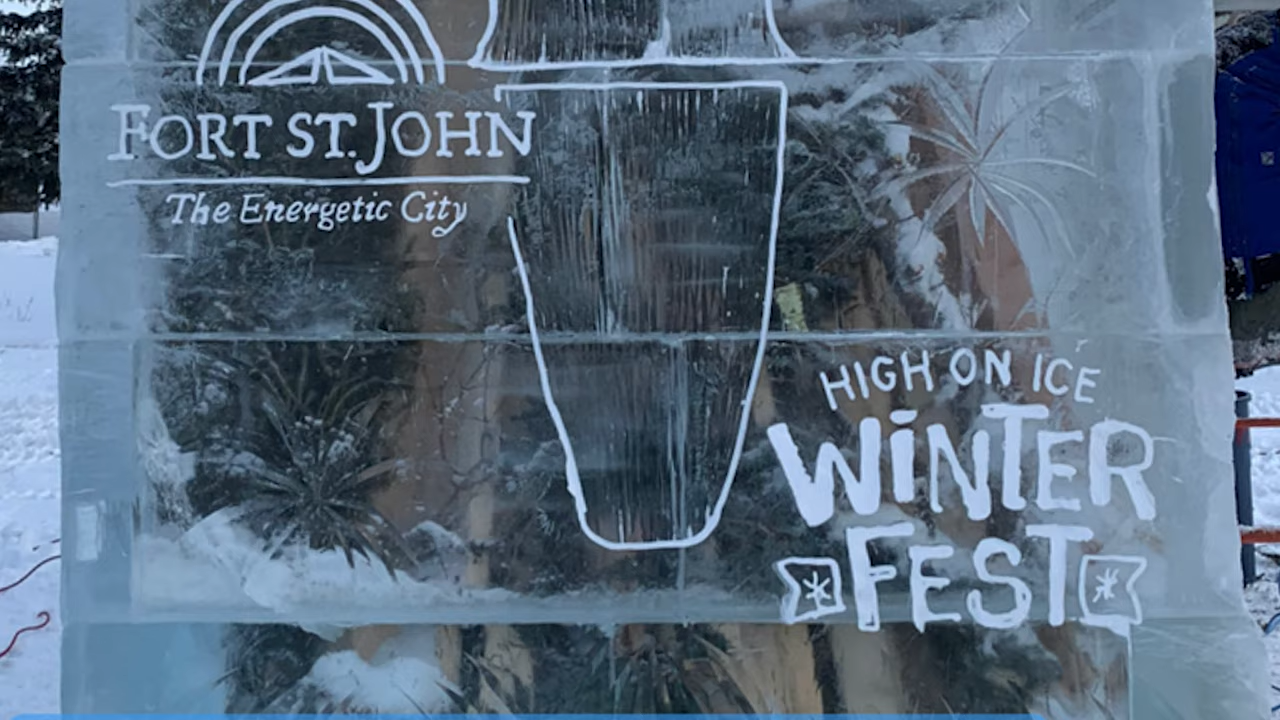 FORT ST. JOHN
The Energetic City
HIGH ON ICE
WiNTER
FEST